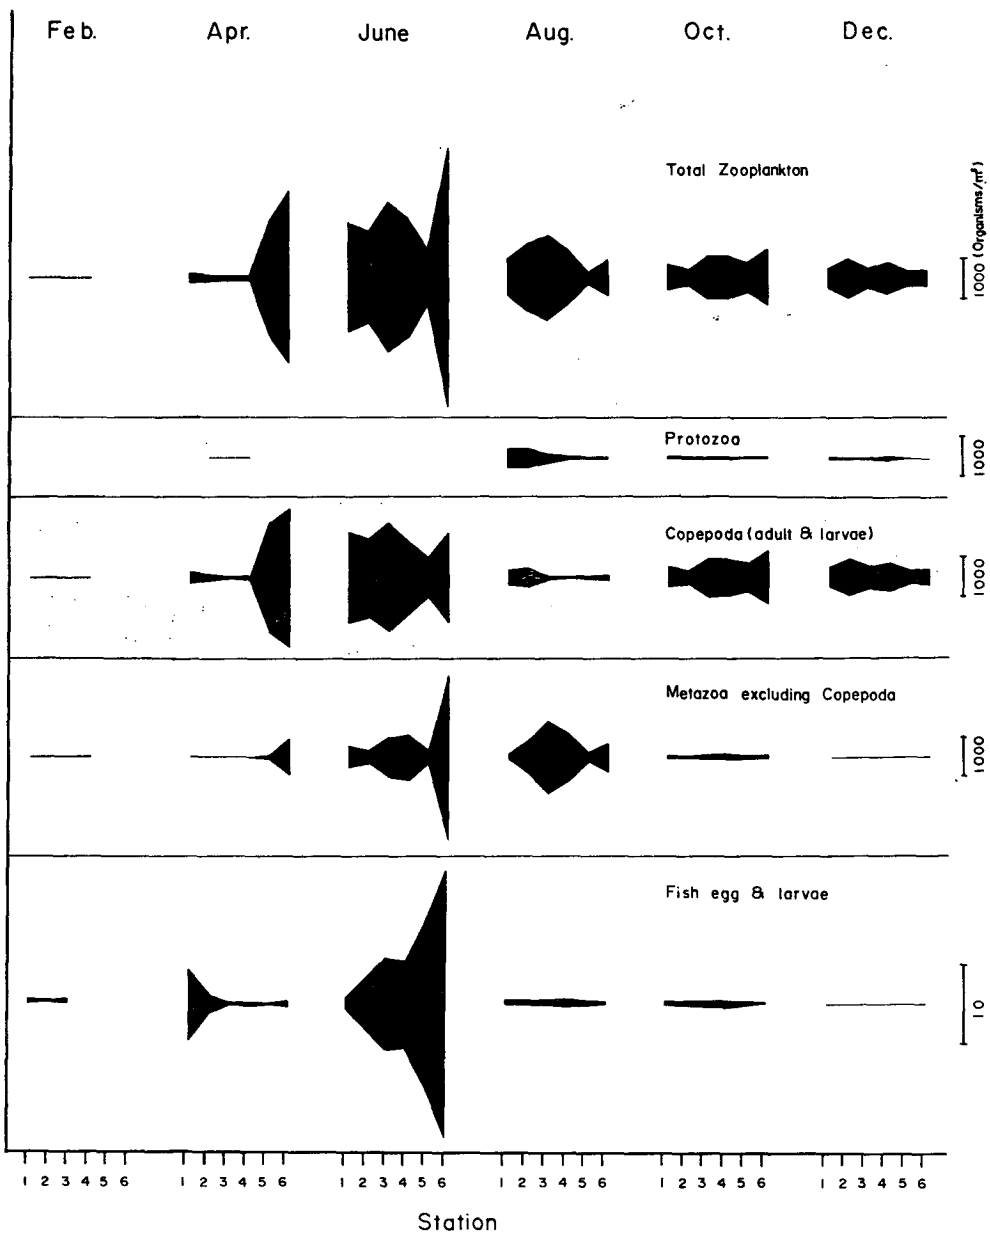 Feb. Apr. June Aug. Oct. Dec.
Total Zooplankton
1000 (Organisms/m³)
Protozoa
1000
Copepoda (adult & larvae)
1000
Metazoa excluding Copepoda
1000
Fish egg & larvae
10
1 2 3 4 5 6 1 2 3 4 5 6 1 2 3 4 5 6 1 2 3 4 5 6 1 2 3 4 5 6 1 2 3 4 5 6
Station